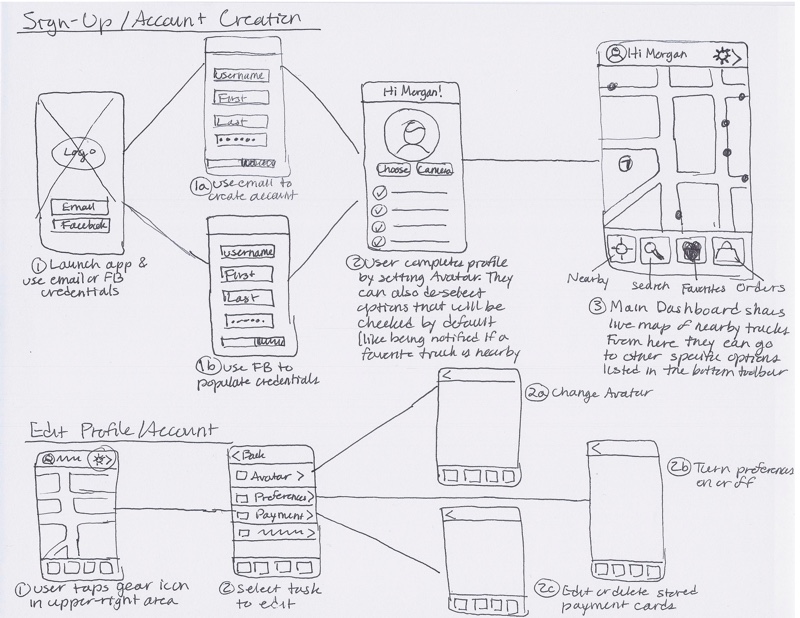 Sign-Up / Account Creation
Logo
Email
Facebook
① Launch app &
use email or FB
credentials
username
First
Last
1a use email to
create account
username
First
Last
1b use FB to
populate credentials
Hi Morgan!
Choose
Camera
② User complete profile
by setting Avatar. They
can also de-select
options that will be
checked by default
(like being notified if a
favorite truck is nearby
Hi Morgan
Nearby
Search
Favorites
Orders
③ Main Dashboard shows
live map of nearby trucks
From here they can go
to other specific options
listed in the bottom toolbar
Edit Profile/Account
① user taps gear icon
in upper-right area
< Back
Avatar >
Preferences >
Payment >
② Select task
to edit
<
2a Change Avatar
<
2b Turn preferences
on or off
<
2c Edit or delete stored
payment cards